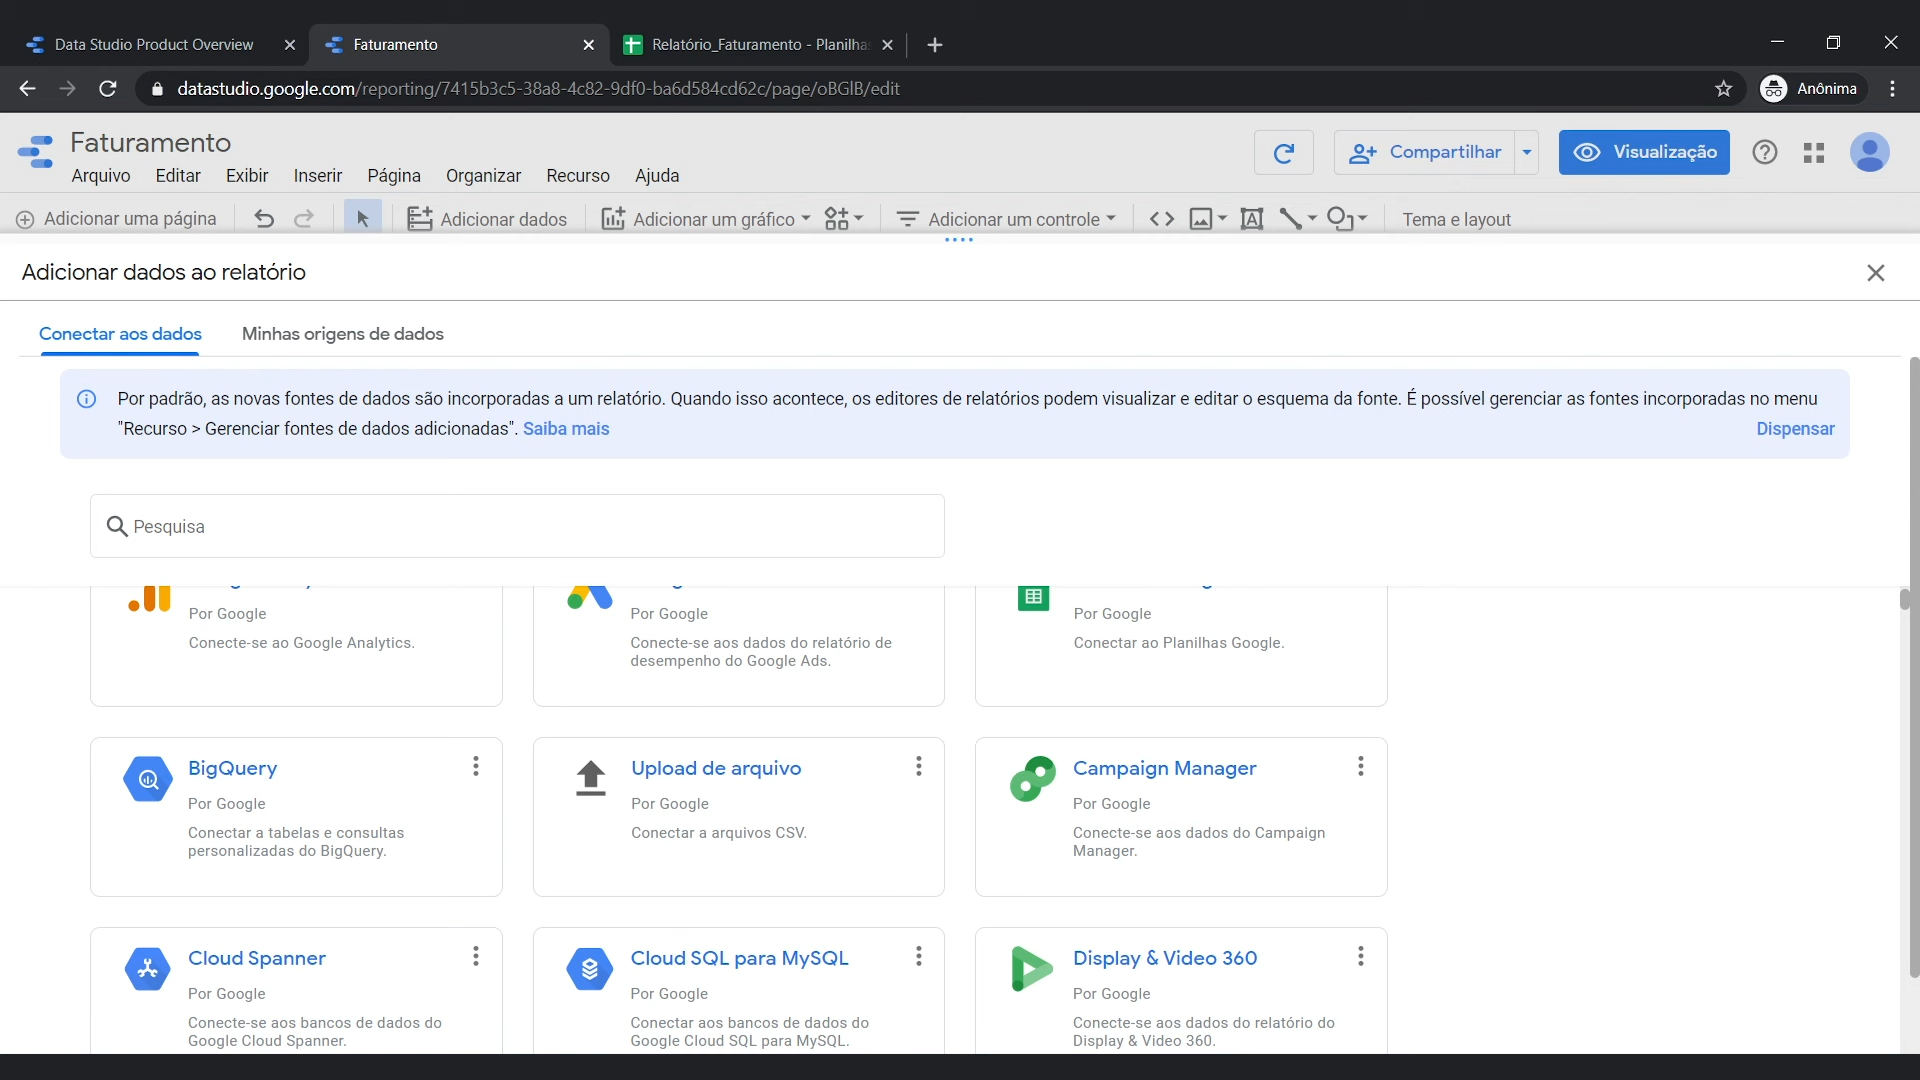 Data Studio Product Overview
Faturamento
Relatório_Faturamento - Planilhas
datastudio.google.com/reporting/7415b3c5-38a8-4c82-9df0-ba6d584cd62c/page/oBGlB/edit
Anônima
Faturamento
Arquivo Editar Exibir Inserir Página Organizar Recurso Ajuda
Compartilhar
Visualização
Adicionar uma página
Adicionar dados
Adicionar um gráfico
Adicionar um controle
Tema e layout
Adicionar dados ao relatório
Conectar aos dados
Minhas origens de dados
Por padrão, as novas fontes de dados são incorporadas a um relatório. Quando isso acontece, os editores de relatórios podem visualizar e editar o esquema da fonte. É possível gerenciar as fontes incorporadas no menu
"Recurso > Gerenciar fontes de dados adicionadas". Saiba mais
Dispensar
Pesquisa
Por Google
Conecte-se ao Google Analytics.
Por Google
Conecte-se aos dados do relatório de
desempenho do Google Ads.
Por Google
Conectar ao Planilhas Google.
BigQuery
Por Google
Conectar a tabelas e consultas
personalizadas do BigQuery.
Upload de arquivo
Por Google
Conectar a arquivos CSV.
Campaign Manager
Por Google
Conecte-se aos dados do Campaign
Manager.
Cloud Spanner
Por Google
Conecte-se aos bancos de dados do
Google Cloud Spanner.
Cloud SQL para MySQL
Por Google
Conectar aos bancos de dados do
Google Cloud SQL para MySQL.
Display & Video 360
Por Google
Conecte-se aos dados do relatório do
Display & Video 360.